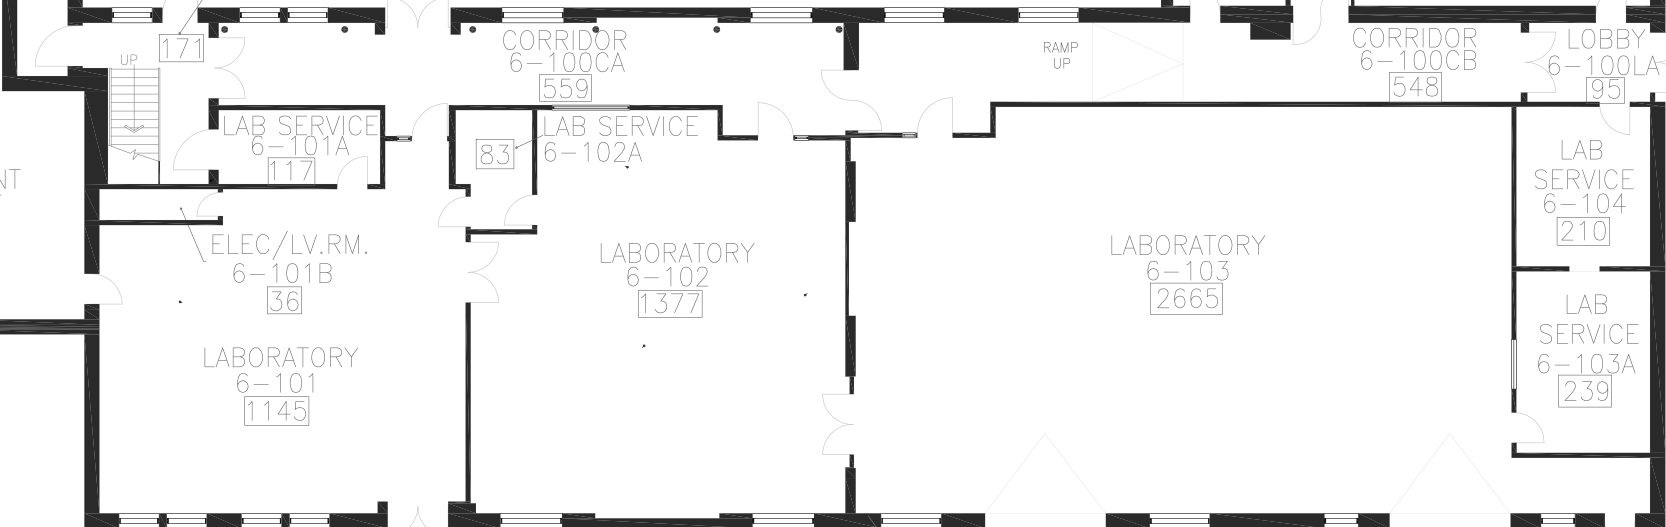 171
UP
CORRIDOR
6-100CA
559
RAMP
UP
CORRIDOR
6-100CB
548
LOBBY
6-100LA
95
LAB SERVICE
6-101A
117
83
LAB SERVICE
6-102A
LAB
SERVICE
6-104
210
NT
ELEC/LV.RM.
6-101B
36
LABORATORY
6-102
1377
LABORATORY
6-103
2665
LAB
SERVICE
6-103A
239
LABORATORY
6-101
1145